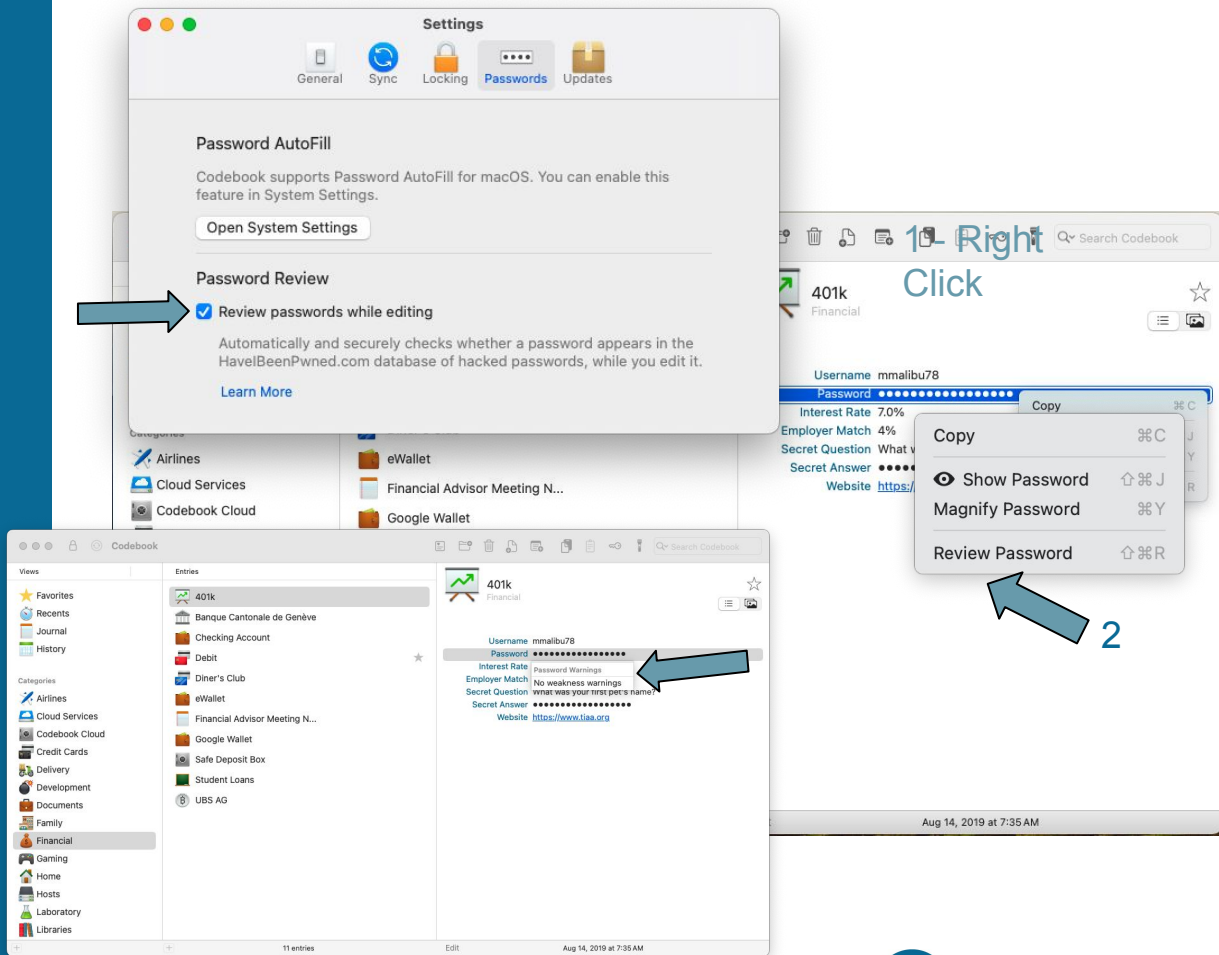 Settings
General Sync Locking Passwords Updates
Password AutoFill
Codebook supports Password AutoFill for macOS. You can enable this
feature in System Settings.
Open System Settings
Password Review
Review passwords while editing
Automatically and securely checks whether a password appears in the
HaveIBeenPwned.com database of hacked passwords, while you edit it.
Learn More
1 - Right
Click
Search Codebook
401k
Financial
Username mmalibu78
Password ●●●●●●●●●●●●●●●●●
Interest Rate 7.0%
Employer Match 4%
Secret Question What
Secret Answer ●●●●●
Website https:/
Copy ⌘ C
J
Y
R
Copy ⌘C
Show Password ⇧⌘J
Magnify Password ⌘Y
Review Password ⇧⌘R
2
Aug 14, 2019 at 7:35 AM
Categories
Airlines
Cloud Services
Codebook Cloud
eWallet
Financial Advisor Meeting N...
Google Wallet
Codebook
Search Codebook
Views
Favorites
Recents
Journal
History
Categories
Airlines
Cloud Services
Codebook Cloud
Credit Cards
Delivery
Development
Documents
Family
Financial
Gaming
Home
Hosts
Laboratory
Libraries
Entries
401k
Banque Cantonale de Genève
Checking Account
Debit
Diner's Club
eWallet
Financial Advisor Meeting N...
Google Wallet
Safe Deposit Box
Student Loans
UBS AG
11 entries
401k
Financial
Username mmalibu78
Password ●●●●●●●●●●●●●●●●●
Interest Rate
Password Warnings
Employer Match
No weakness warnings
Secret Question What was your first pet's name?
Secret Answer ●●●●●●●●●●●●●●●●●●
Website https://www.tiaa.org
Edit
Aug 14, 2019 at 7:35 AM